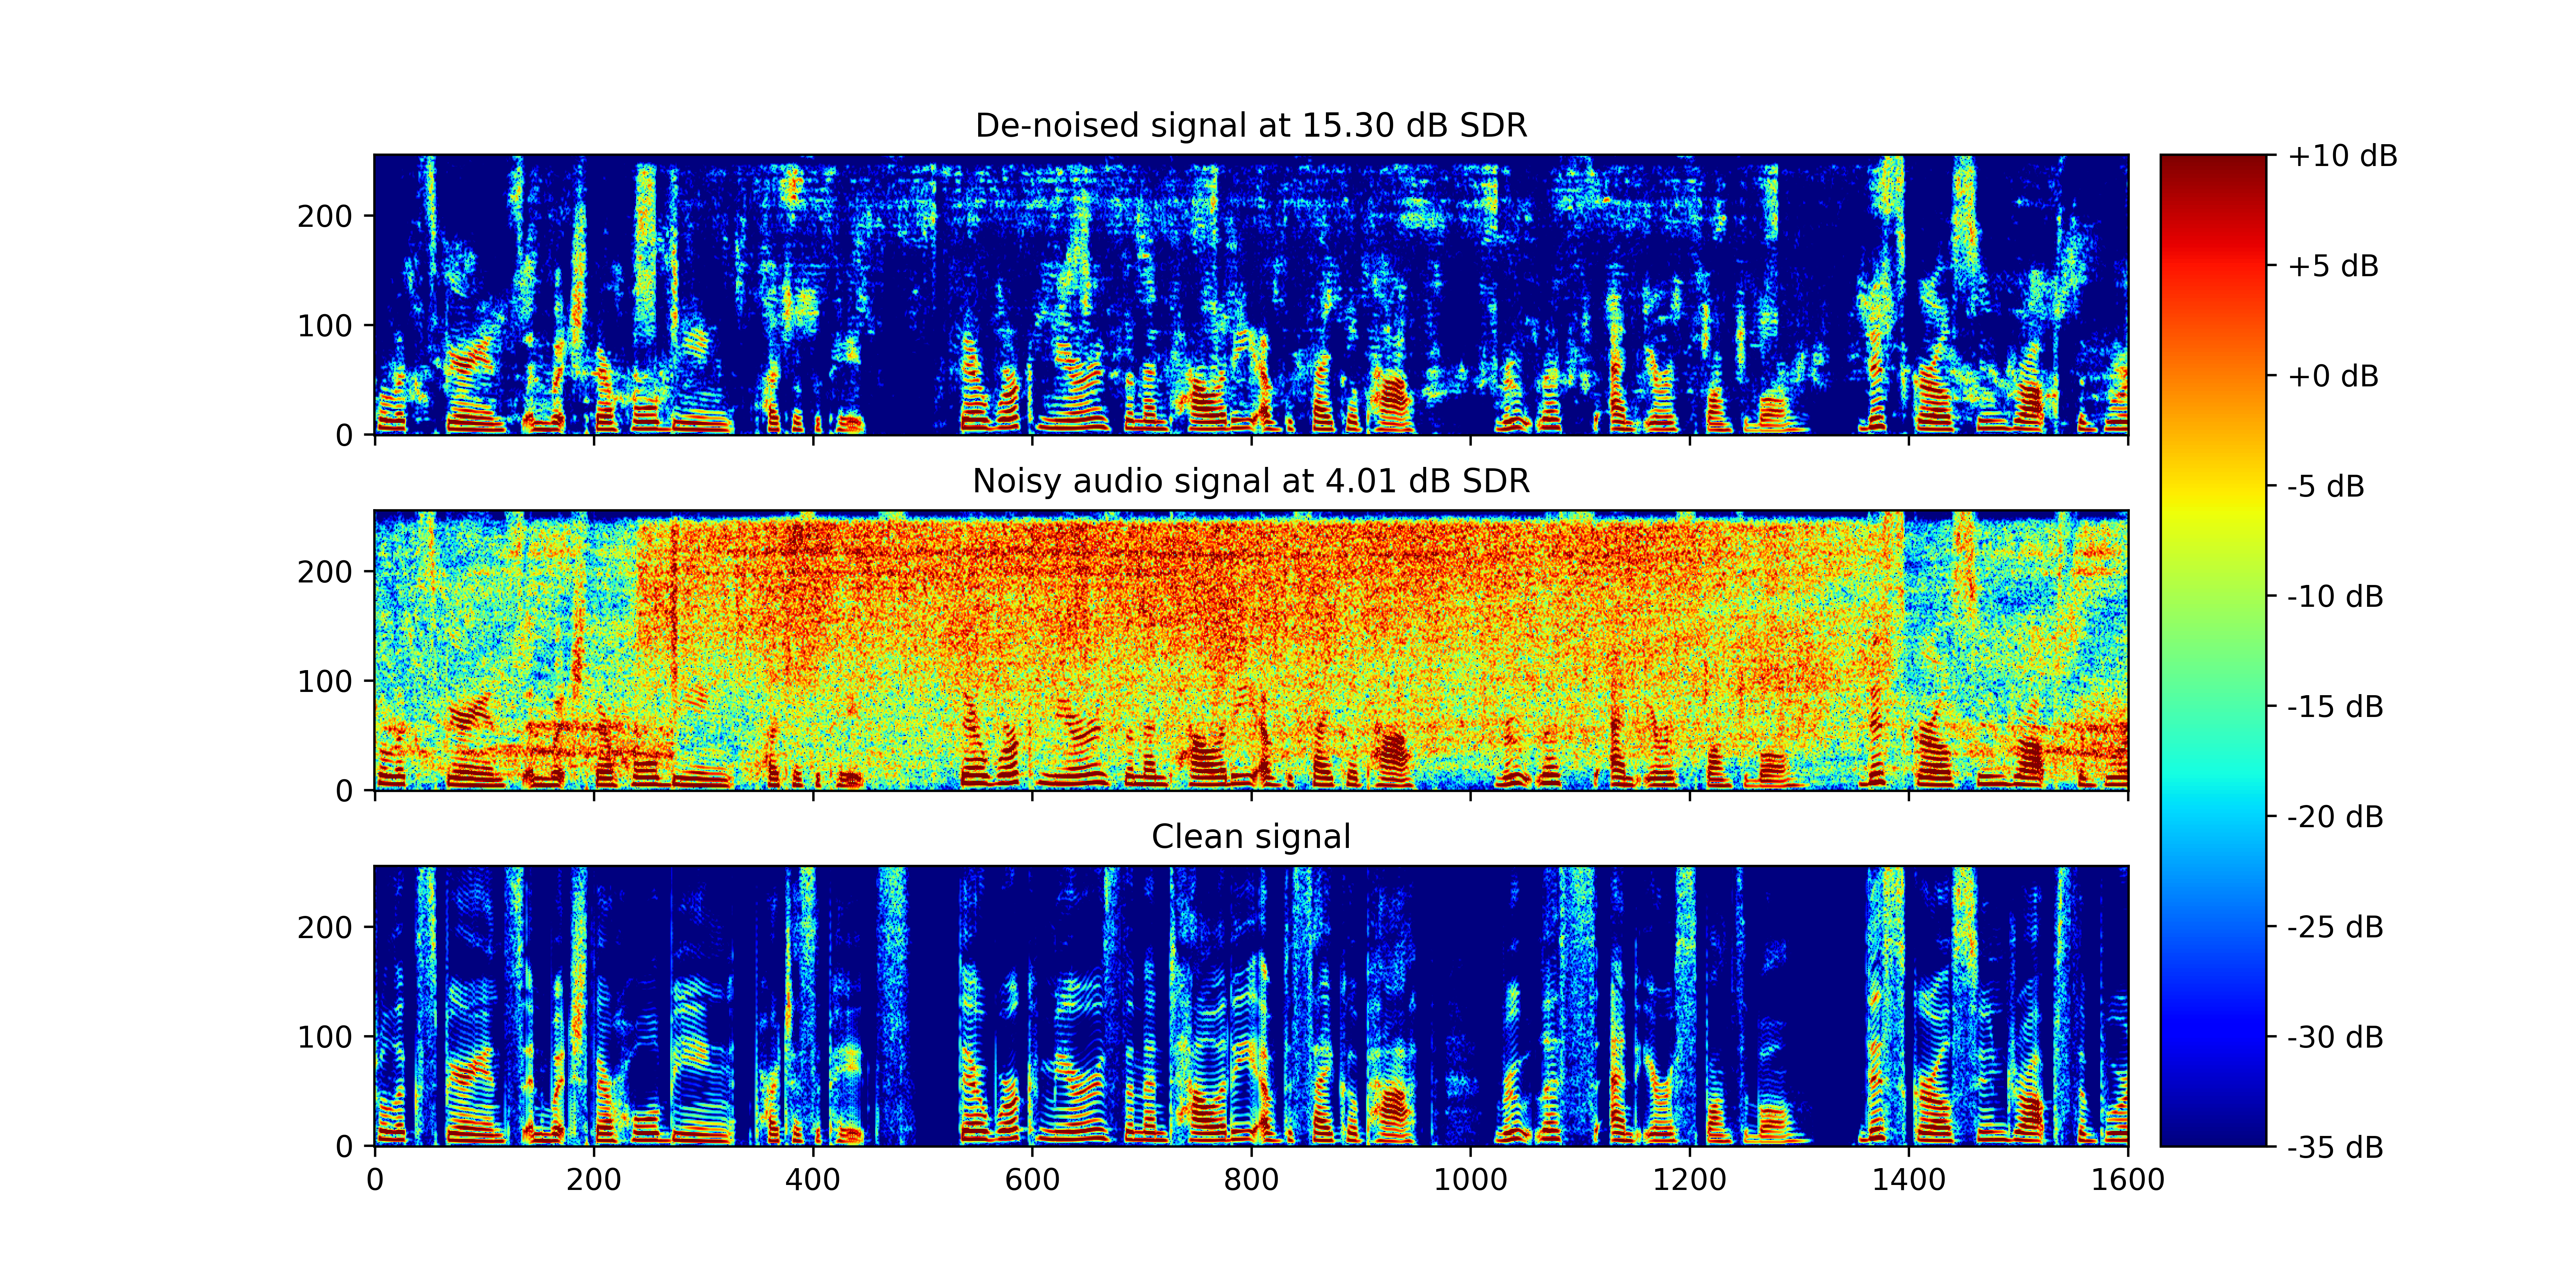 De-noised signal at 15.30 dB SDR
200
100
0
Noisy audio signal at 4.01 dB SDR
200
100
0
Clean signal
200
100
0
0 200 400 600 800 1000 1200 1400 1600
+10 dB
+5 dB
+0 dB
-5 dB
-10 dB
-15 dB
-20 dB
-25 dB
-30 dB
-35 dB